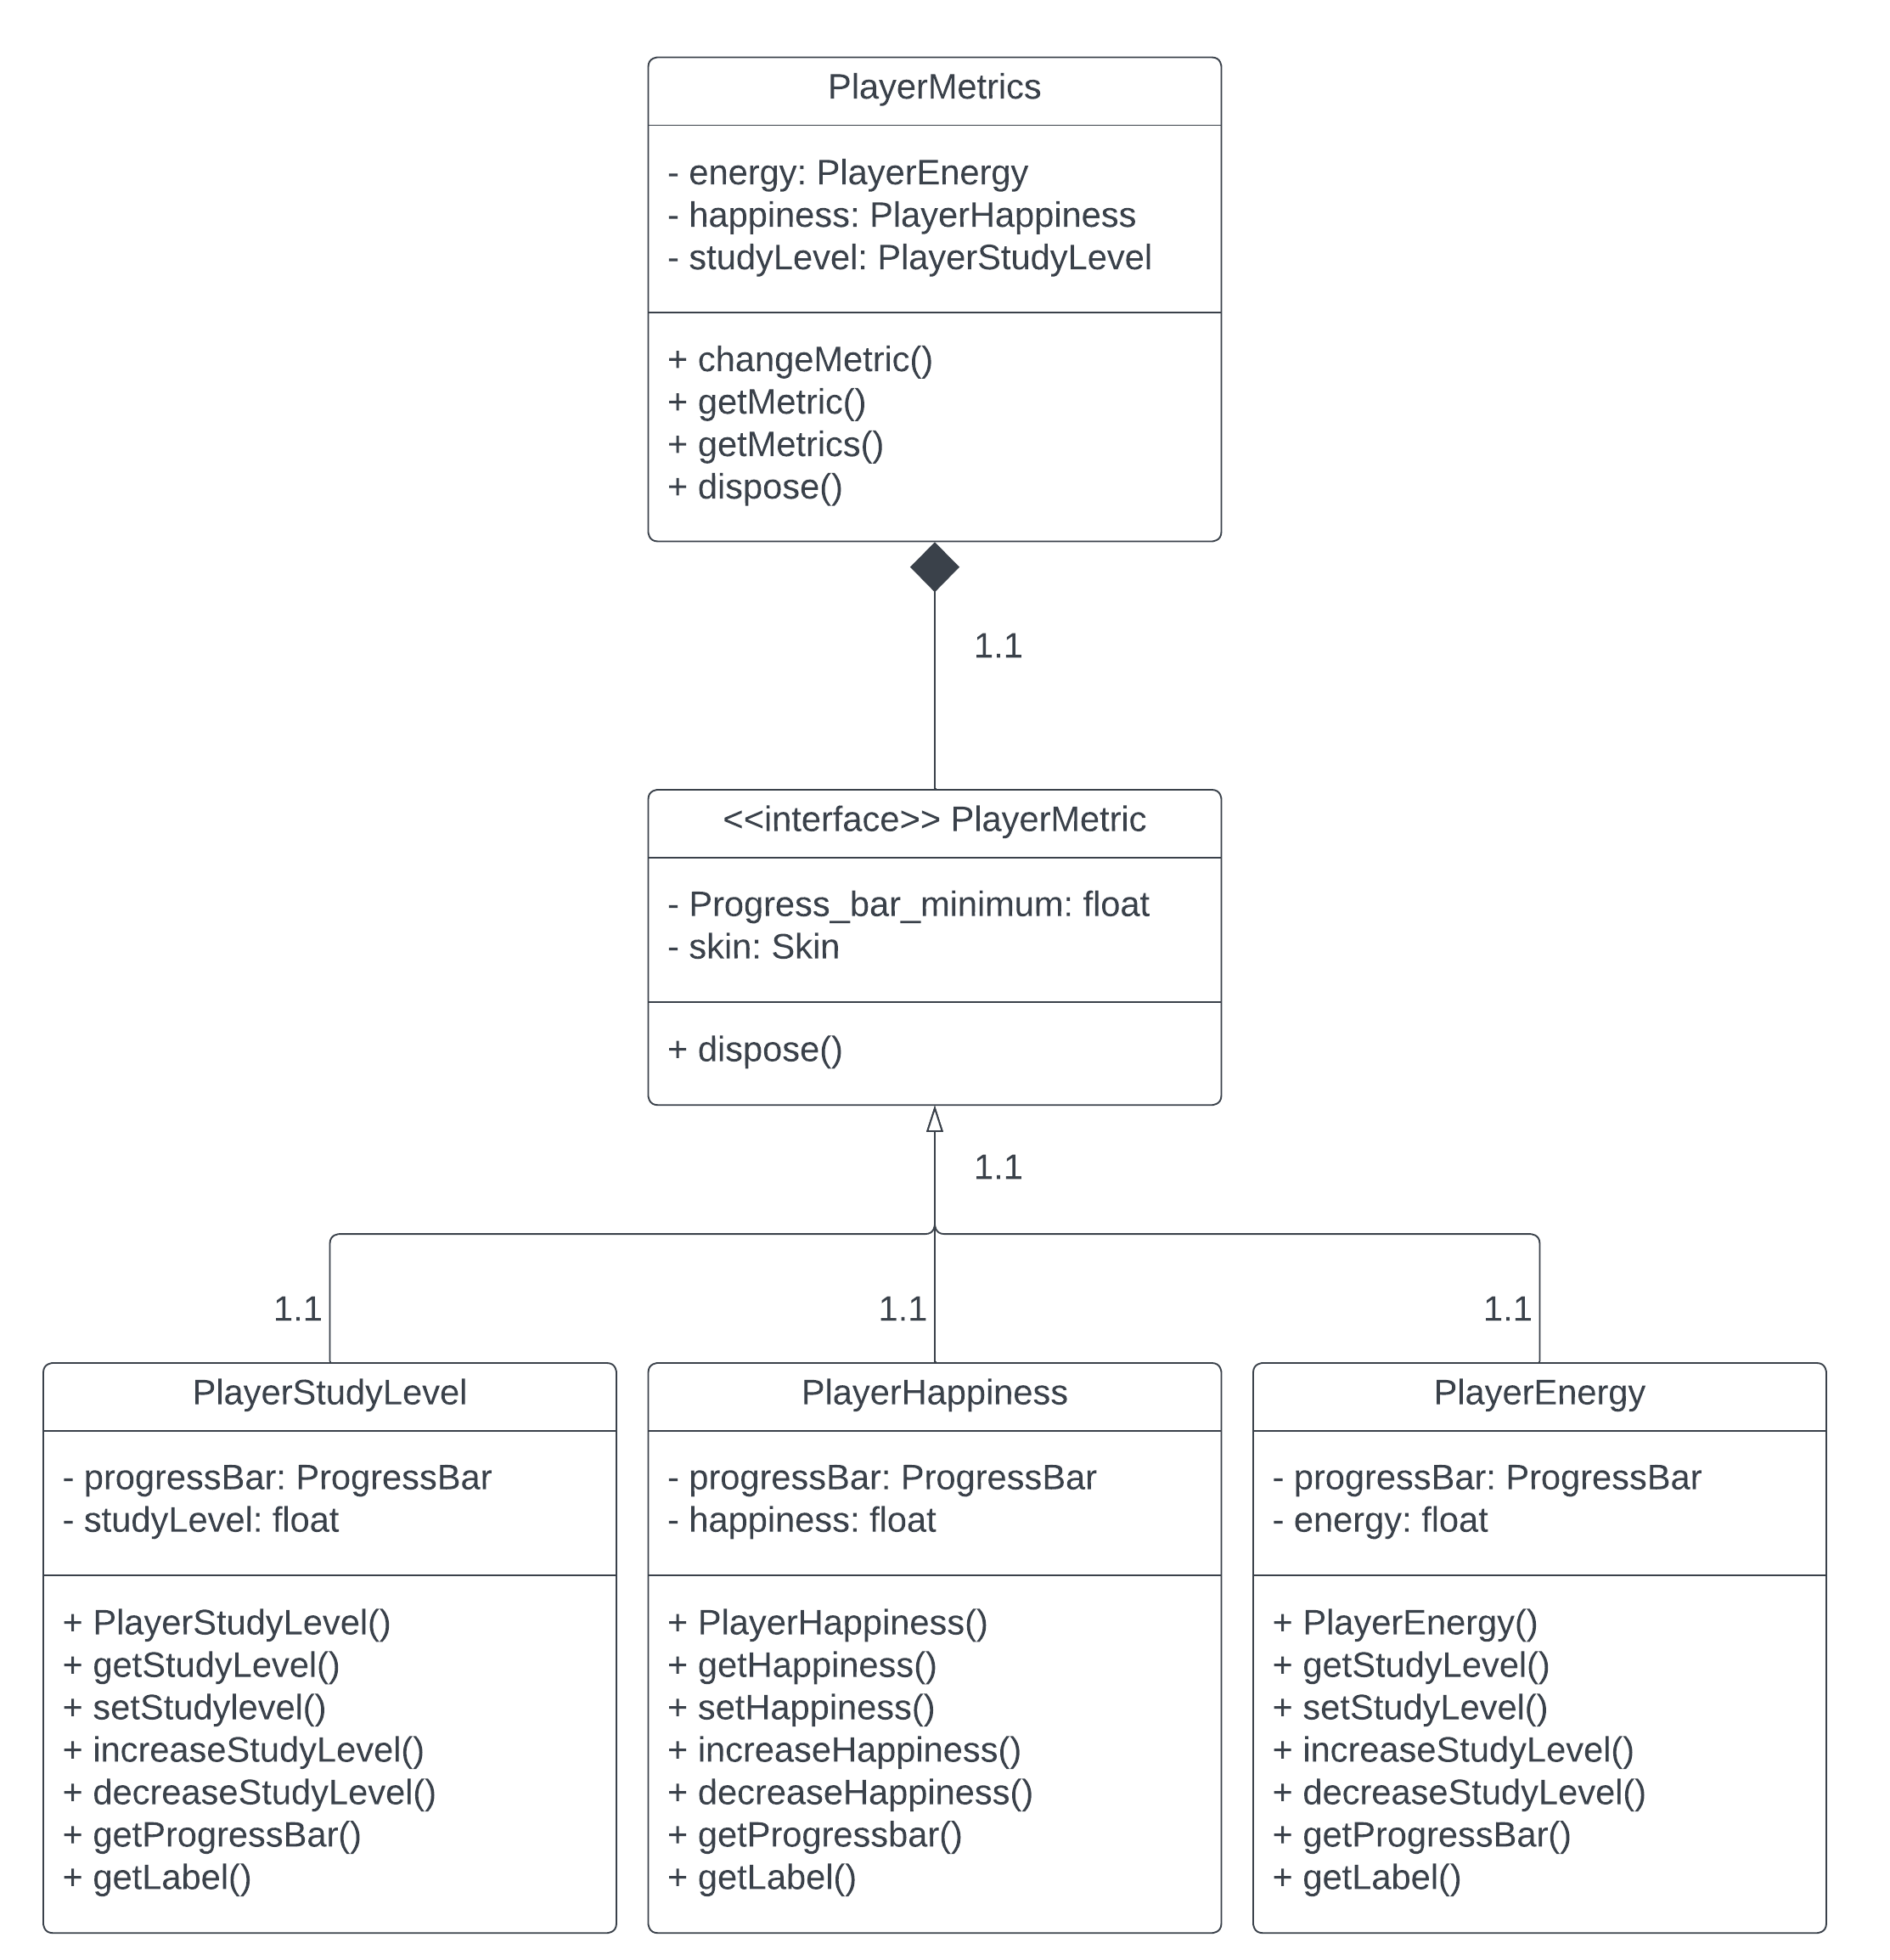 PlayerMetrics
- energy: PlayerEnergy
- happiness: PlayerHappiness
- studyLevel: PlayerStudyLevel
+ changeMetric()
+ getMetric()
+ getMetrics()
+ dispose()
1.1
<<interface>> PlayerMetric
- Progress_bar_minimum: float
- skin: Skin
+ dispose()
1.1
1.1
1.1
1.1
PlayerStudyLevel
- progressBar: ProgressBar
- studyLevel: float
+ PlayerStudyLevel()
+ getStudyLevel()
+ setStudylevel()
+ increaseStudyLevel()
+ decreaseStudyLevel()
+ getProgressBar()
+ getLabel()
PlayerHappiness
- progressBar: ProgressBar
- happiness: float
+ PlayerHappiness()
+ getHappiness()
+ setHappiness()
+ increaseHappiness()
+ decreaseHappiness()
+ getProgressbar()
+ getLabel()
PlayerEnergy
- progressBar: ProgressBar
- energy: float
+ PlayerEnergy()
+ getStudyLevel()
+ setStudyLevel()
+ increaseStudyLevel()
+ decreaseStudyLevel()
+ getProgressBar()
+ getLabel()